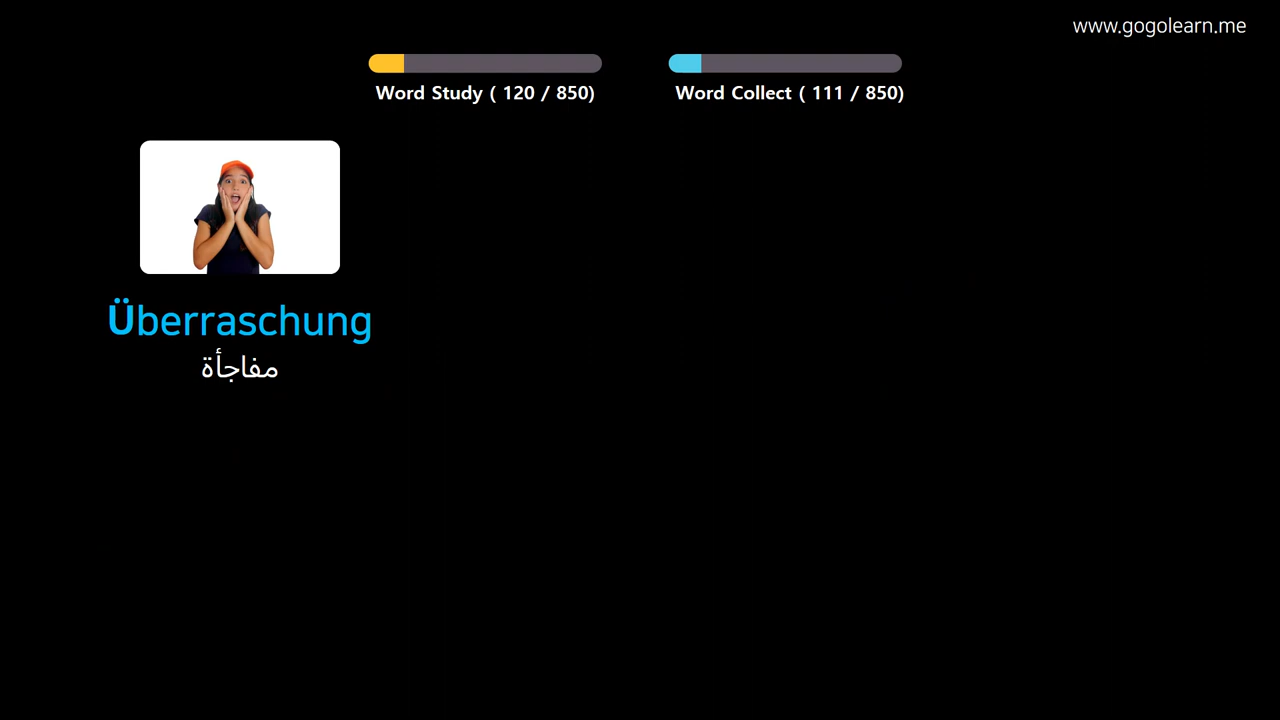 www.gogolearn.me
Word Study ( 120 / 850)
Word Collect ( 111 / 850)
Überraschung
مفاجأة